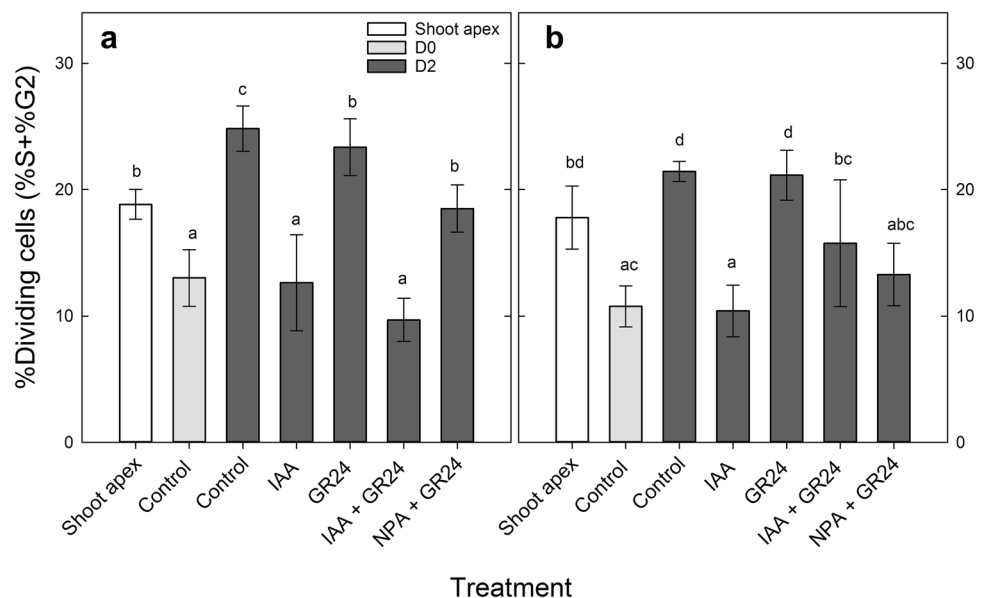 a
Shoot apex
D0
D2
b
%Dividing cells (%S+%G2)
30
20
10
0
b
a
c
a
b
a
b
bd
ac
d
a
d
bc
abc
30
20
10
0
Shoot apex
Control
Control
IAA
GR24
IAA + GR24
NPA + GR24
Shoot apex
Control
Control
IAA
GR24
IAA + GR24
NPA + GR24
Treatment